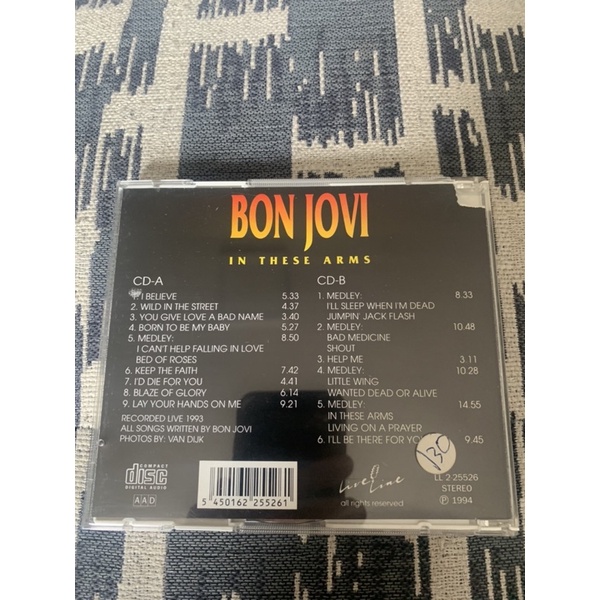 BON JOVI
IN THESE ARMS
CD-A
1. I BELIEVE 5.33
2. WILD IN THE STREET 4.37
3. YOU GIVE LOVE A BAD NAME 3.40
4. BORN TO BE MY BABY 5.27
5. MEDLEY: 8.50
I CAN'T HELP FALLING IN LOVE
BED OF ROSES
6. KEEP THE FAITH 7.42
7. I'D DIE FOR YOU 4.41
8. BLAZE OF GLORY 6.14
9. LAY YOUR HANDS ON ME 9.21
RECORDED LIVE 1993
ALL SONGS WRITTEN BY BON JOVI
PHOTOS BY: VAN DIJK
CD-B
1. MEDLEY: 8.33
I'LL SLEEP WHEN I'M DEAD
JUMPIN' JACK FLASH
2. MEDLEY: 10.48
BAD MEDICINE
SHOUT
3. HELP ME 3.11
4. MEDLEY: 10.28
LITTLE WING
WANTED DEAD OR ALIVE
5. MEDLEY: 14.55
IN THESE ARMS
LIVING ON A PRAYER
6. I'LL BE THERE FOR YOU 9.45
COMPACT
disc
DIGITAL AUDIO
AAD
5 450162 255261
Live Line
all rights reserved
130
LL 2-25526
STEREO
℗ 1994